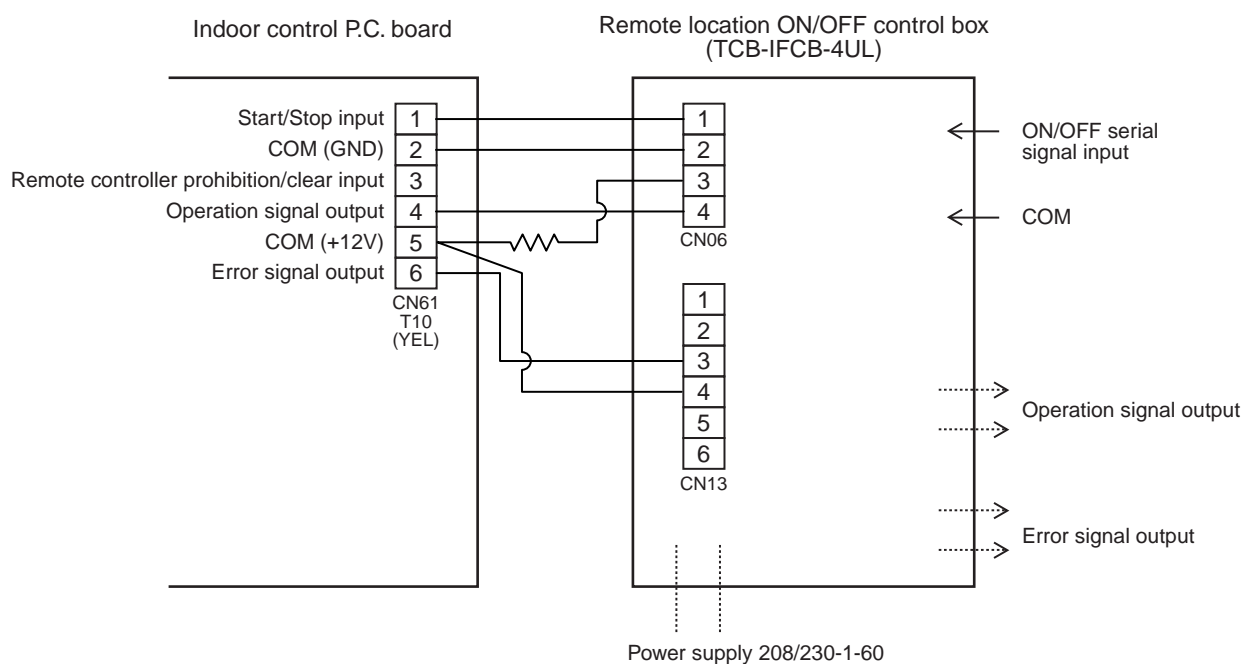 Indoor control P.C. board
Remote location ON/OFF control box
(TCB-IFCB-4UL)
Start/Stop input 1
COM (GND) 2
Remote controller prohibition/clear input 3
Operation signal output 4
COM (+12V) 5
Error signal output 6
CN61
T10
(YEL)
1
2
3
4
CN06
1
2
3
4
5
6
CN13
ON/OFF serial
signal input
COM
Operation signal output
Error signal output
Power supply 208/230-1-60